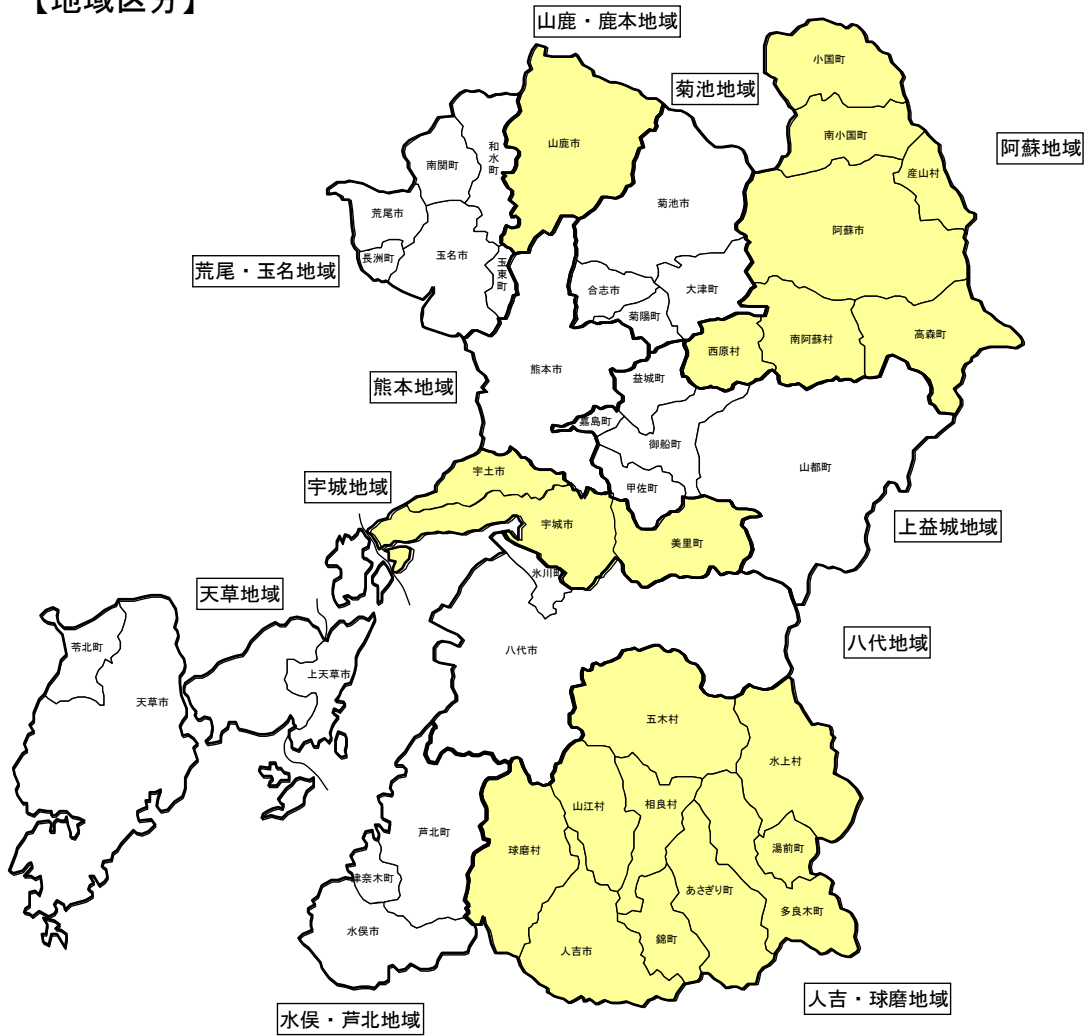 【地域区分】
山鹿・鹿本地域
小国町
菊池地域
南小国町
和水町
山鹿市
阿蘇地域
南関町
産山村
菊池市
荒尾市
阿蘇市
玉名市
長洲町
玉東町
荒尾・玉名地域
合志市
大津町
菊陽町
高森町
南阿蘇村
西原村
熊本市
益城町
熊本地域
嘉島町
御船町
山都町
宇土市
甲佐町
宇城地域
宇城市
上益城地域
美里町
氷川町
天草地域
八代地域
苓北町
八代市
上天草市
天草市
五木村
水上村
山江村
相良村
芦北町
湯前町
球磨村
津奈木町
あさぎり町
多良木町
水俣市
錦町
人吉市
人吉・球磨地域
水俣・芦北地域